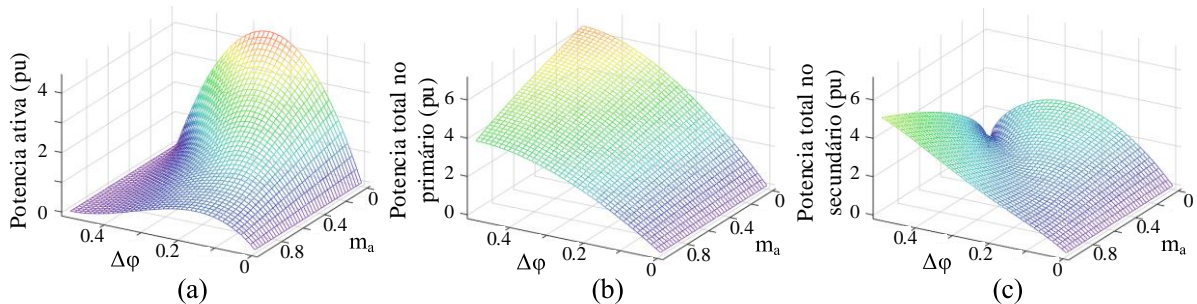 Potencia ativa (pu)
4
2
0
0.4
0.2
0
Δφ
0.8
0.4
0
mₐ
(a)
Potencia total no
primário (pu)
6
4
2
0
0.4
0.2
0
Δφ
0.8
0.4
0
mₐ
(b)
Potencia total no
secundário (pu)
6
4
2
0
0.4
0.2
0
Δφ
0.8
0.4
0
mₐ
(c)